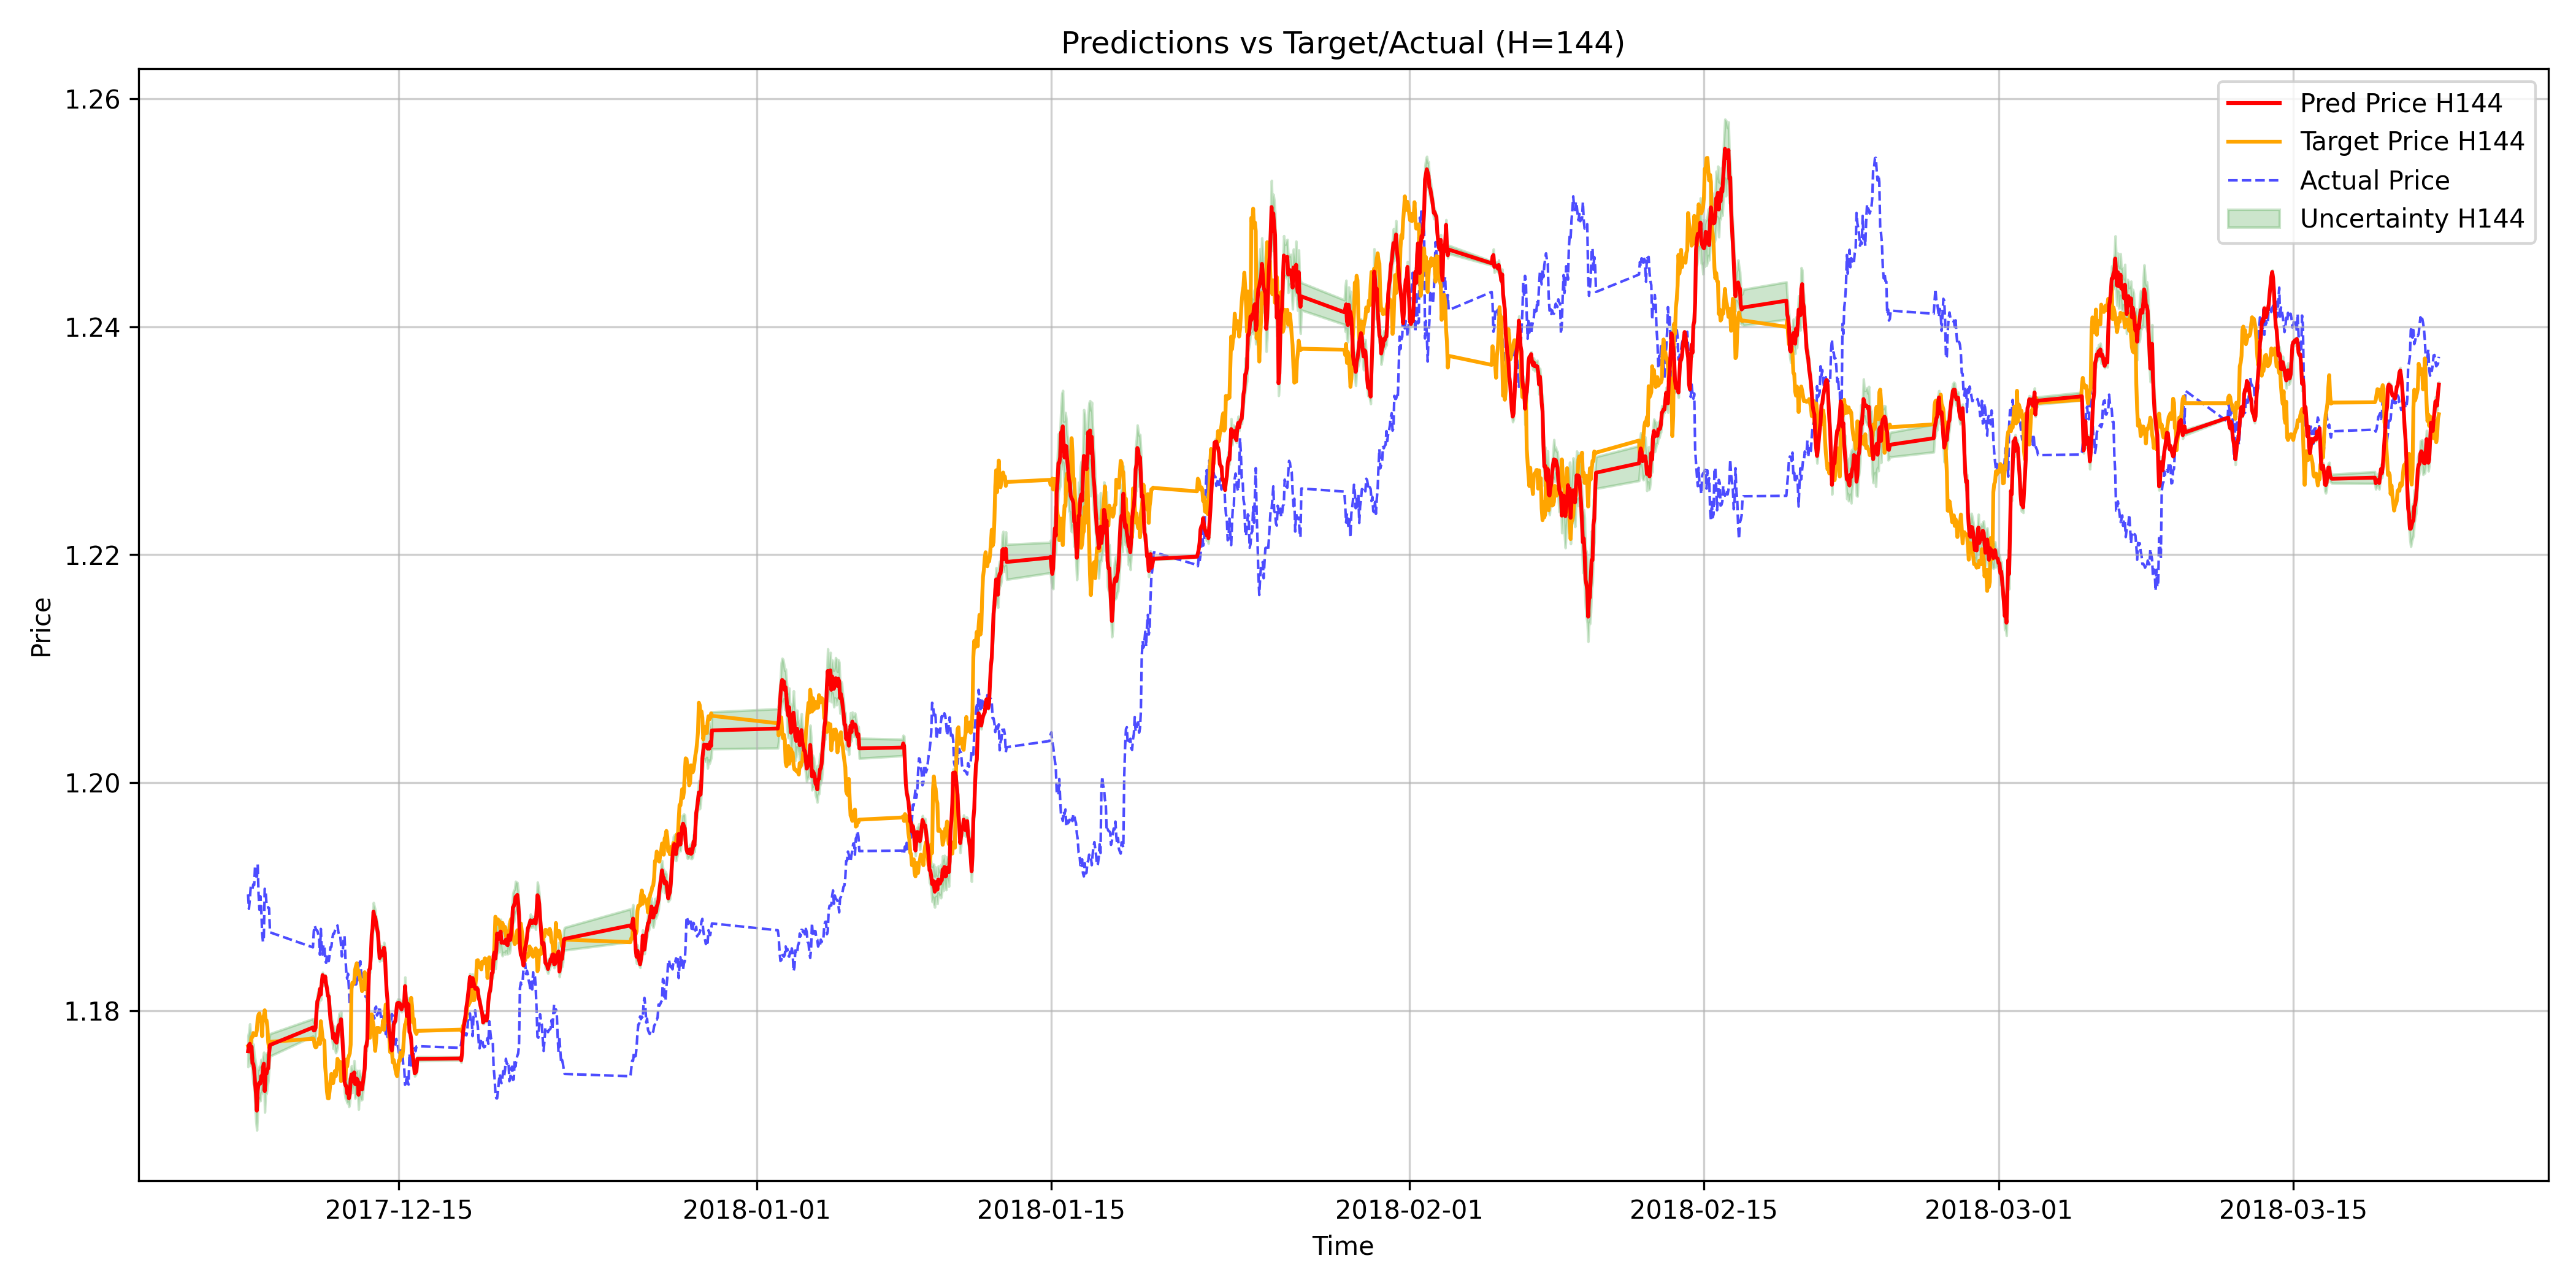 Predictions vs Target/Actual (H=144)
Pred Price H144
Target Price H144
Actual Price
Uncertainty H144
Price
1.26
1.24
1.22
1.20
1.18
2017-12-15
2018-01-01
2018-01-15
2018-02-01
2018-02-15
2018-03-01
2018-03-15
Time